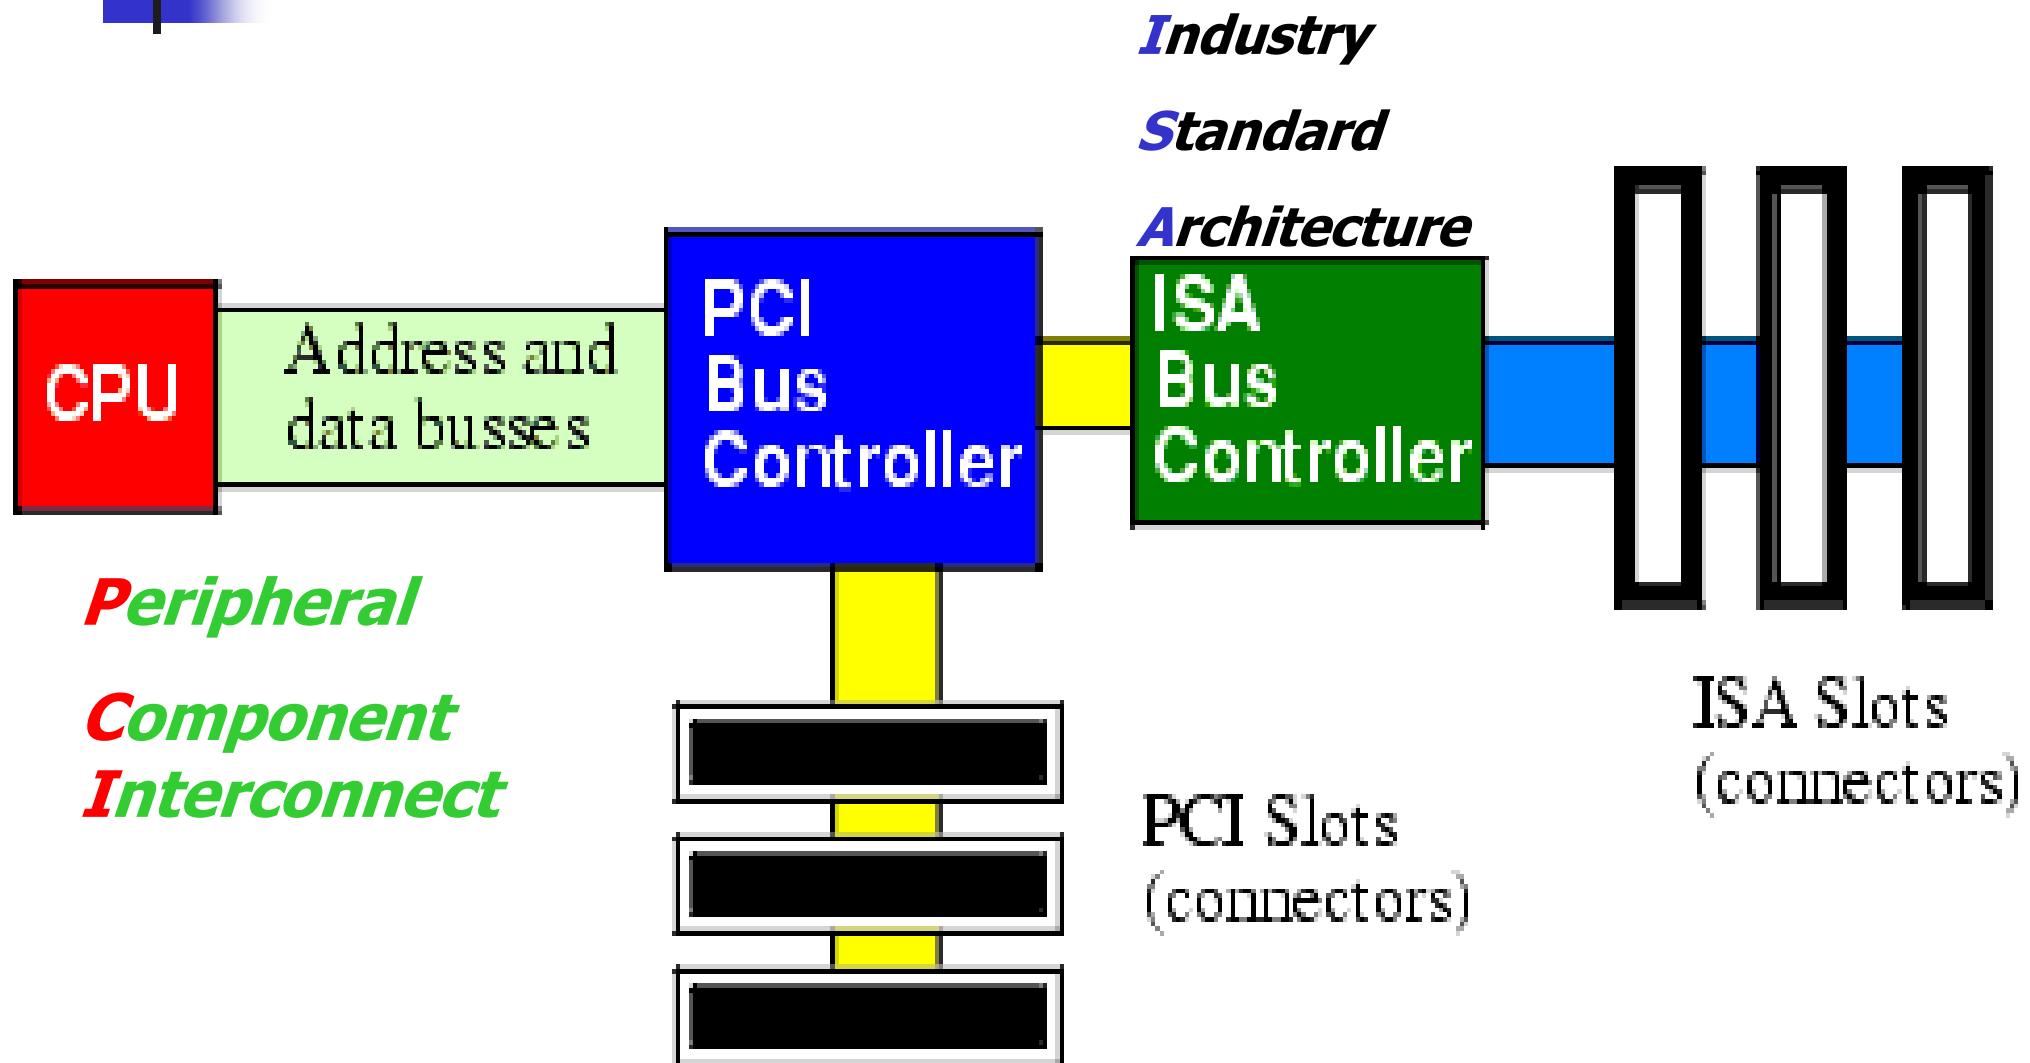 Industry
Standard
Architecture
CPU
Address and
data busses
PCI
Bus
Controller
ISA
Bus
Controller
Peripheral
Component
Interconnect
ISA Slots
(connectors)
PCI Slots
(connectors)